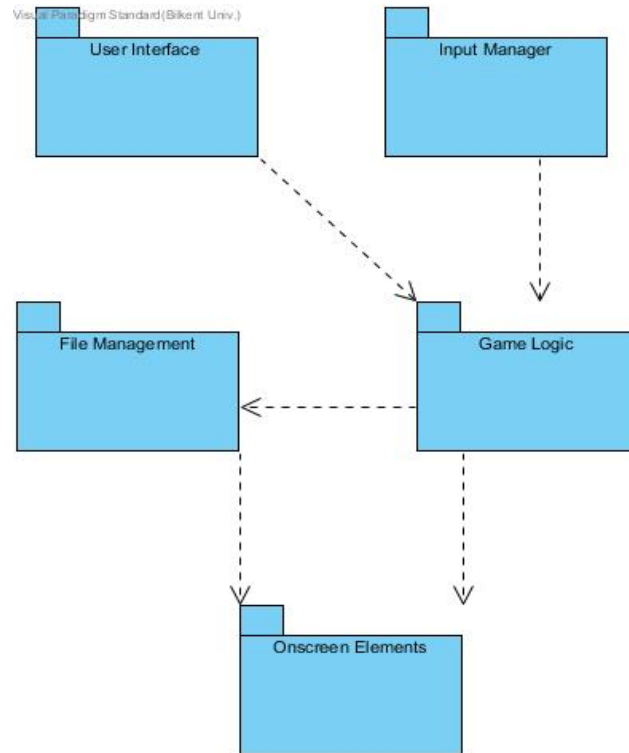 Visual Paradigm Standard(Bilkent Univ.)
User Interface
Input Manager
File Management
Game Logic
Onscreen Elements